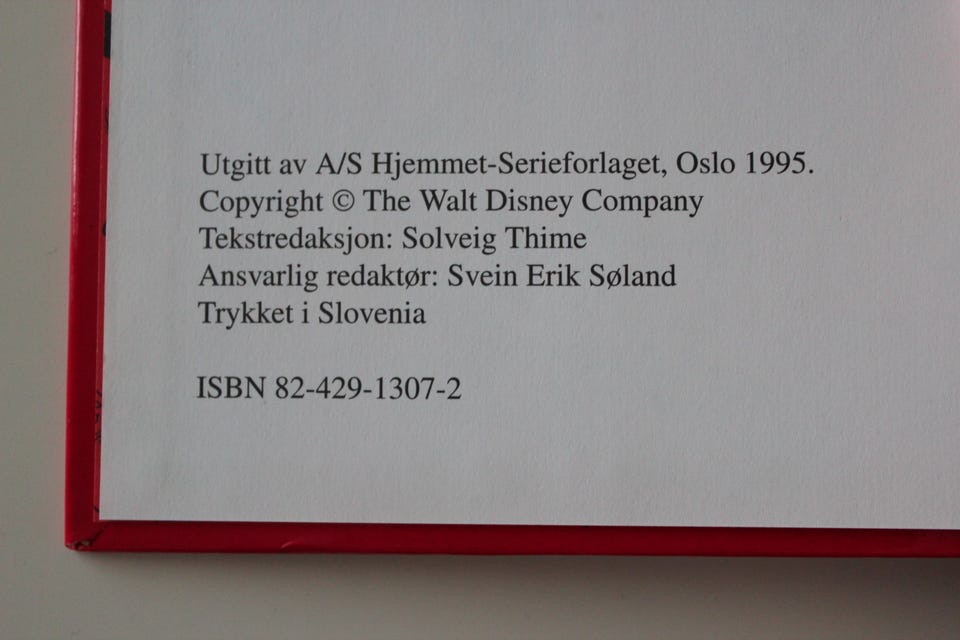 Utgitt av A/S Hjemmet-Serieforlaget, Oslo 1995.
Copyright © The Walt Disney Company
Tekstredaksjon: Solveig Thime
Ansvarlig redaktør: Svein Erik Søland
Trykket i Slovenia
ISBN 82-429-1307-2